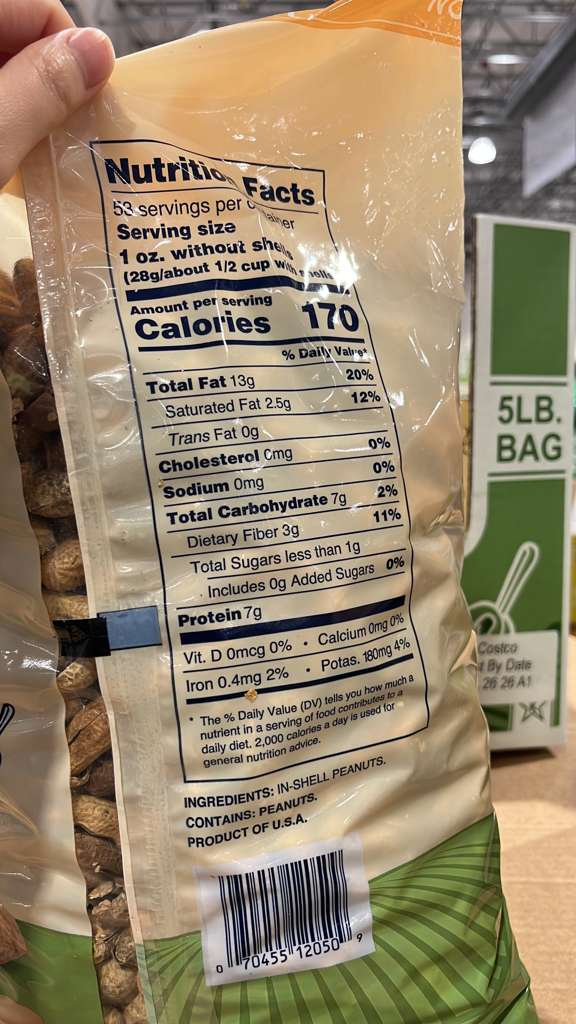 NO
Nutrition Facts
53 servings per container
Serving size
1 oz. without shells
(28g/about 1/2 cup with shells
Amount per serving
Calories 170
% Daily Value*
Total Fat 13g 20%
Saturated Fat 2.5g 12%
Trans Fat 0g
Cholesterol 0mg 0%
Sodium 0mg 0%
Total Carbohydrate 7g 2%
Dietary Fiber 3g 11%
Total Sugars less than 1g
Includes 0g Added Sugars 0%
Protein 7g
Vit. D 0mcg 0% • Calcium 0mg 0%
Iron 0.4mg 2% • Potas. 180mg 4%
* The % Daily Value (DV) tells you how much a
nutrient in a serving of food contributes to a
daily diet. 2,000 calories a day is used for
general nutrition advice.
INGREDIENTS: IN-SHELL PEANUTS.
CONTAINS: PEANUTS.
PRODUCT OF U.S.A.
0 70455 12050 9
5LB.
BAG
Costco
t By Date
26 26 A1